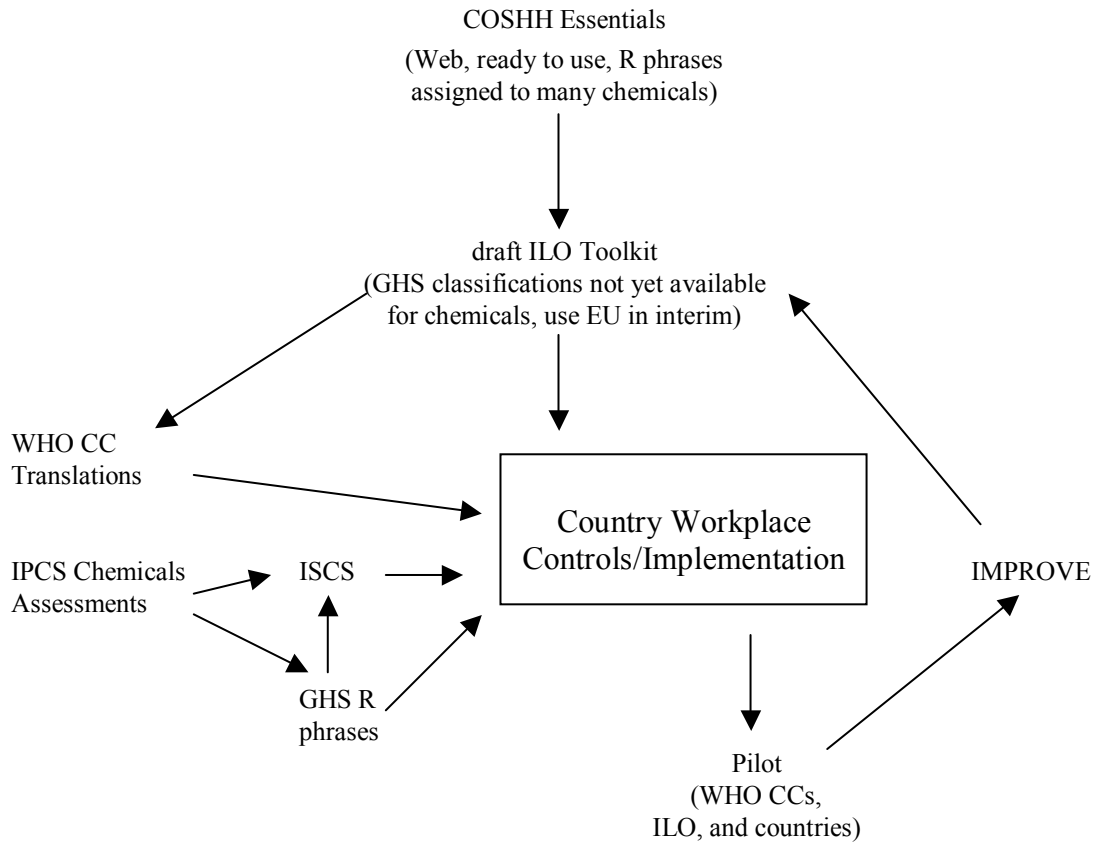 COSHH Essentials
(Web, ready to use, R phrases
assigned to many chemicals)
draft ILO Toolkit
(GHS classifications not yet available
for chemicals, use EU in interim)
WHO CC
Translations
Country Workplace
Controls/Implementation
IPCS Chemicals
Assessments
ISCS
IMPROVE
GHS R
phrases
Pilot
(WHO CCs,
ILO, and countries)